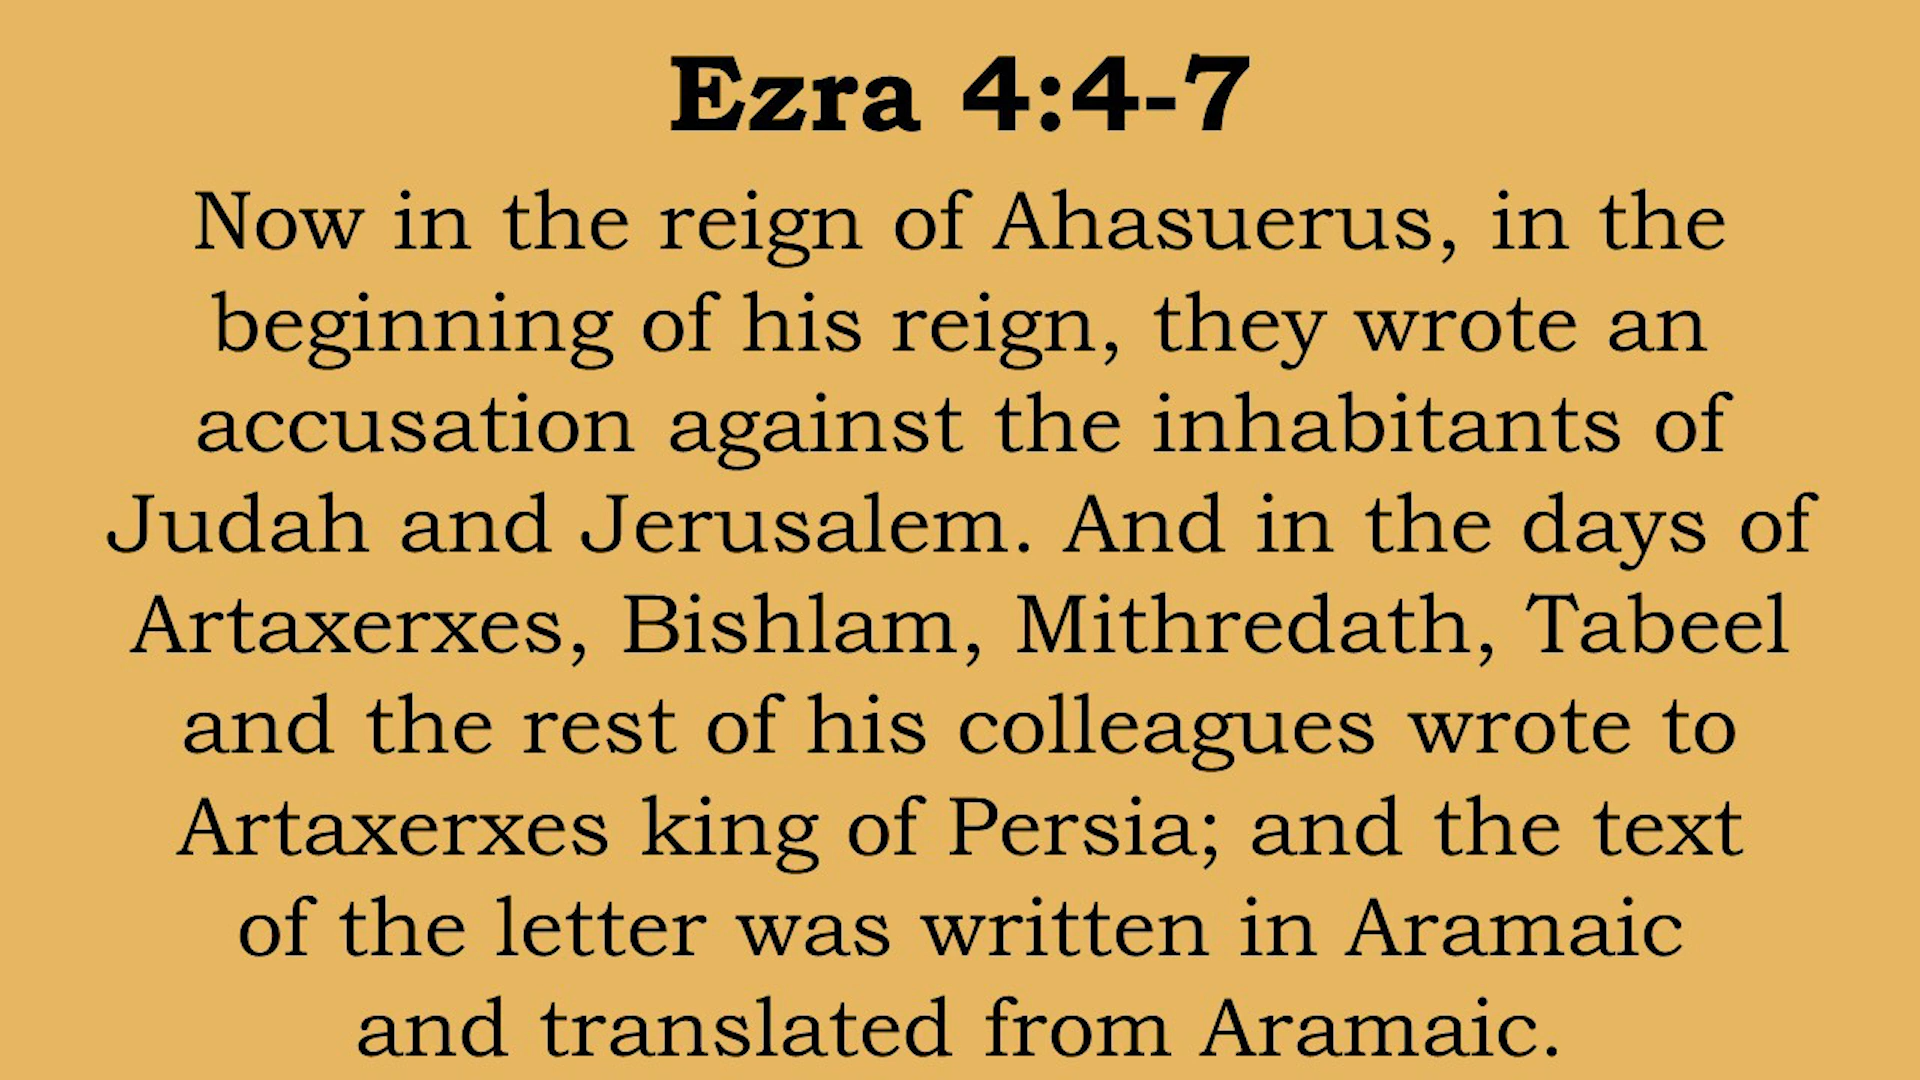 Ezra 4:4-7
Now in the reign of Ahasuerus, in the
beginning of his reign, they wrote an
accusation against the inhabitants of
Judah and Jerusalem. And in the days of
Artaxerxes, Bishlam, Mithredath, Tabeel
and the rest of his colleagues wrote to
Artaxerxes king of Persia; and the text
of the letter was written in Aramaic
and translated from Aramaic.